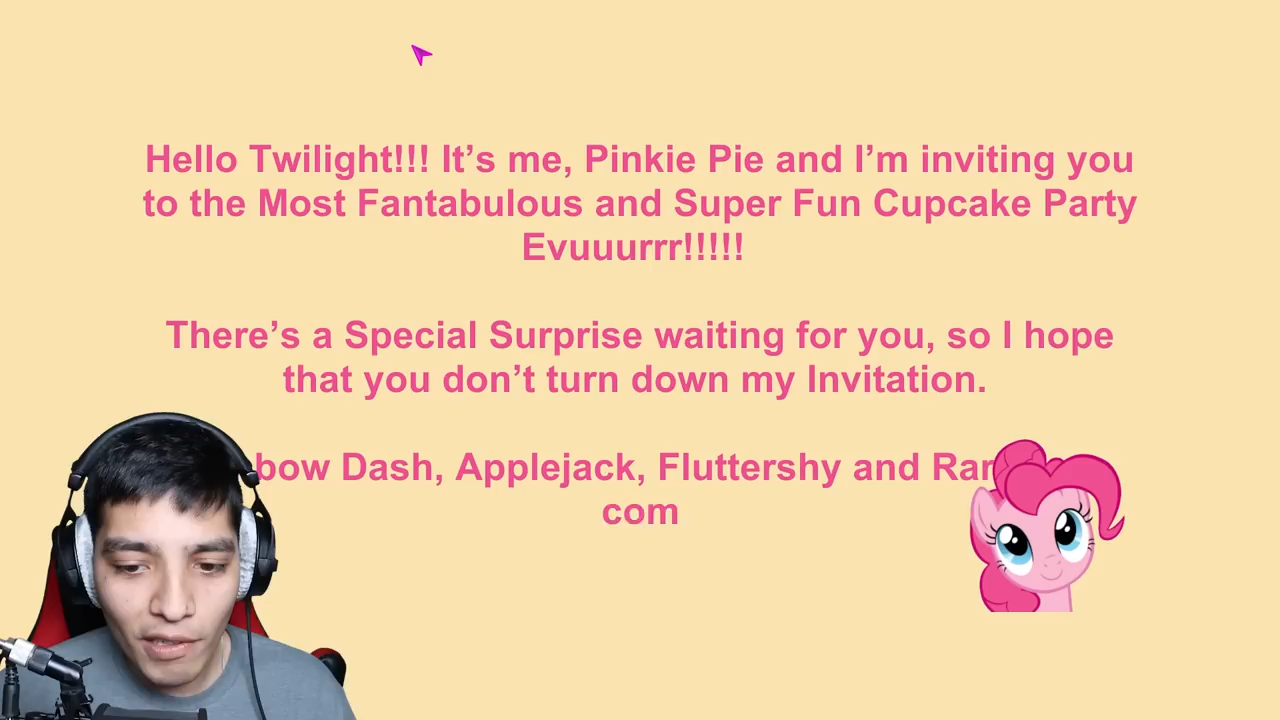 Hello Twilight!!! It’s me, Pinkie Pie and I’m inviting you
to the Most Fantabulous and Super Fun Cupcake Party
Evuuurrr!!!!!
There’s a Special Surprise waiting for you, so I hope
that you don’t turn down my Invitation.
Dash, Applejack, Fluttershy and
com